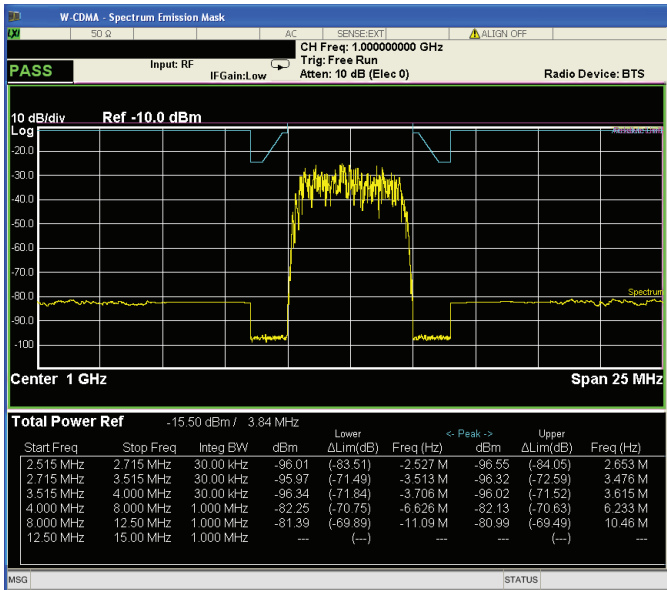 W-CDMA - Spectrum Emission Mask
LXI 50 Ω AC SENSE:EXT ALIGN OFF
CH Freq: 1.000000000 GHz
PASS Input: RF Trig: Free Run
IFGain:Low Atten: 10 dB (Elec 0) Radio Device: BTS
10 dB/div Ref -10.0 dBm
Log
-20.0
-30.0
-40.0
-50.0
-60.0
-70.0
Spectrum
-80.0
-90.0
-100
Center 1 GHz Span 25 MHz
Total Power Ref -15.50 dBm / 3.84 MHz
Lower <- Peak -> Upper
Start Freq Stop Freq Integ BW dBm ΔLim(dB) Freq (Hz) dBm ΔLim(dB) Freq (Hz)
2.515 MHz 2.715 MHz 30.00 kHz -96.01 (-83.51) -2.527 M -96.55 (-84.05) 2.653 M
2.715 MHz 3.515 MHz 30.00 kHz -95.97 (-71.49) -3.513 M -96.32 (-72.59) 3.476 M
3.515 MHz 4.000 MHz 30.00 kHz -96.34 (-71.84) -3.706 M -96.02 (-71.52) 3.615 M
4.000 MHz 8.000 MHz 1.000 MHz -82.25 (-70.75) -6.626 M -82.13 (-70.63) 6.233 M
8.000 MHz 12.50 MHz 1.000 MHz -81.39 (-69.89) -11.09 M -80.99 (-69.49) 10.46 M
12.50 MHz 15.00 MHz 1.000 MHz --- (---) --- (---) ---
MSG STATUS